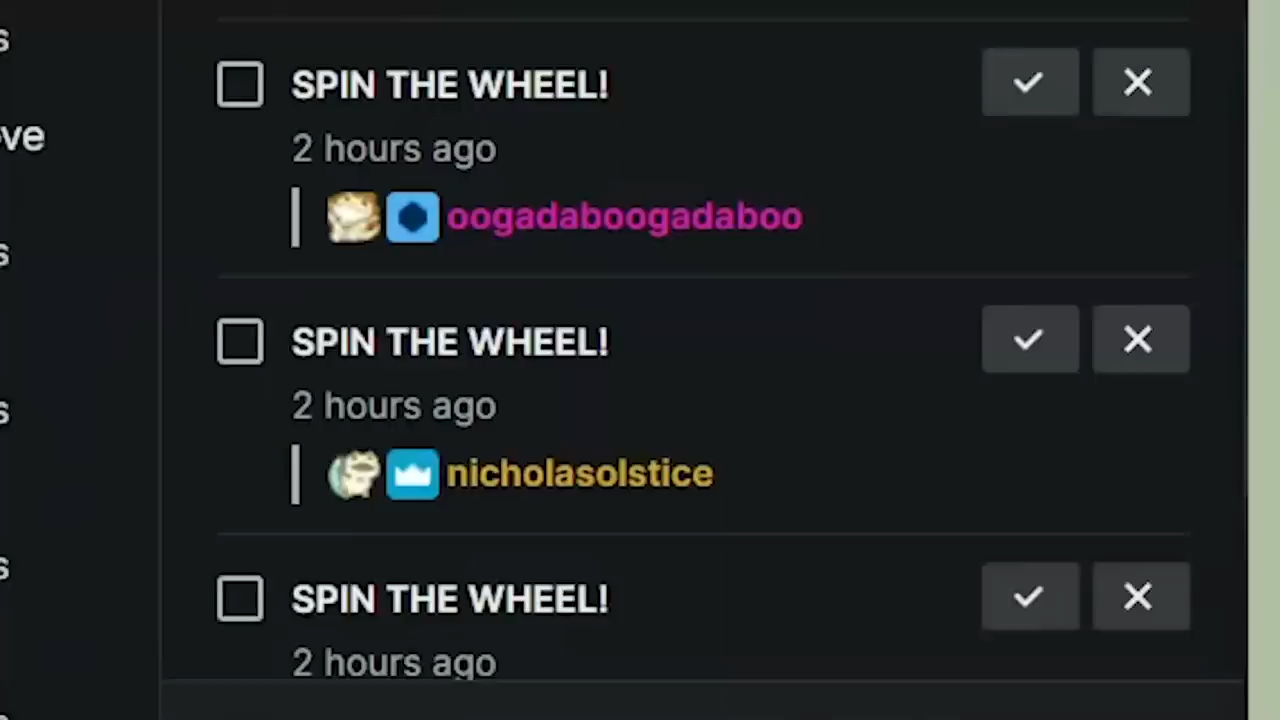 SPIN THE WHEEL!
2 hours ago
oogadaboogadaboo
ve
SPIN THE WHEEL!
2 hours ago
nicholasolstice
SPIN THE WHEEL!
2 hours ago